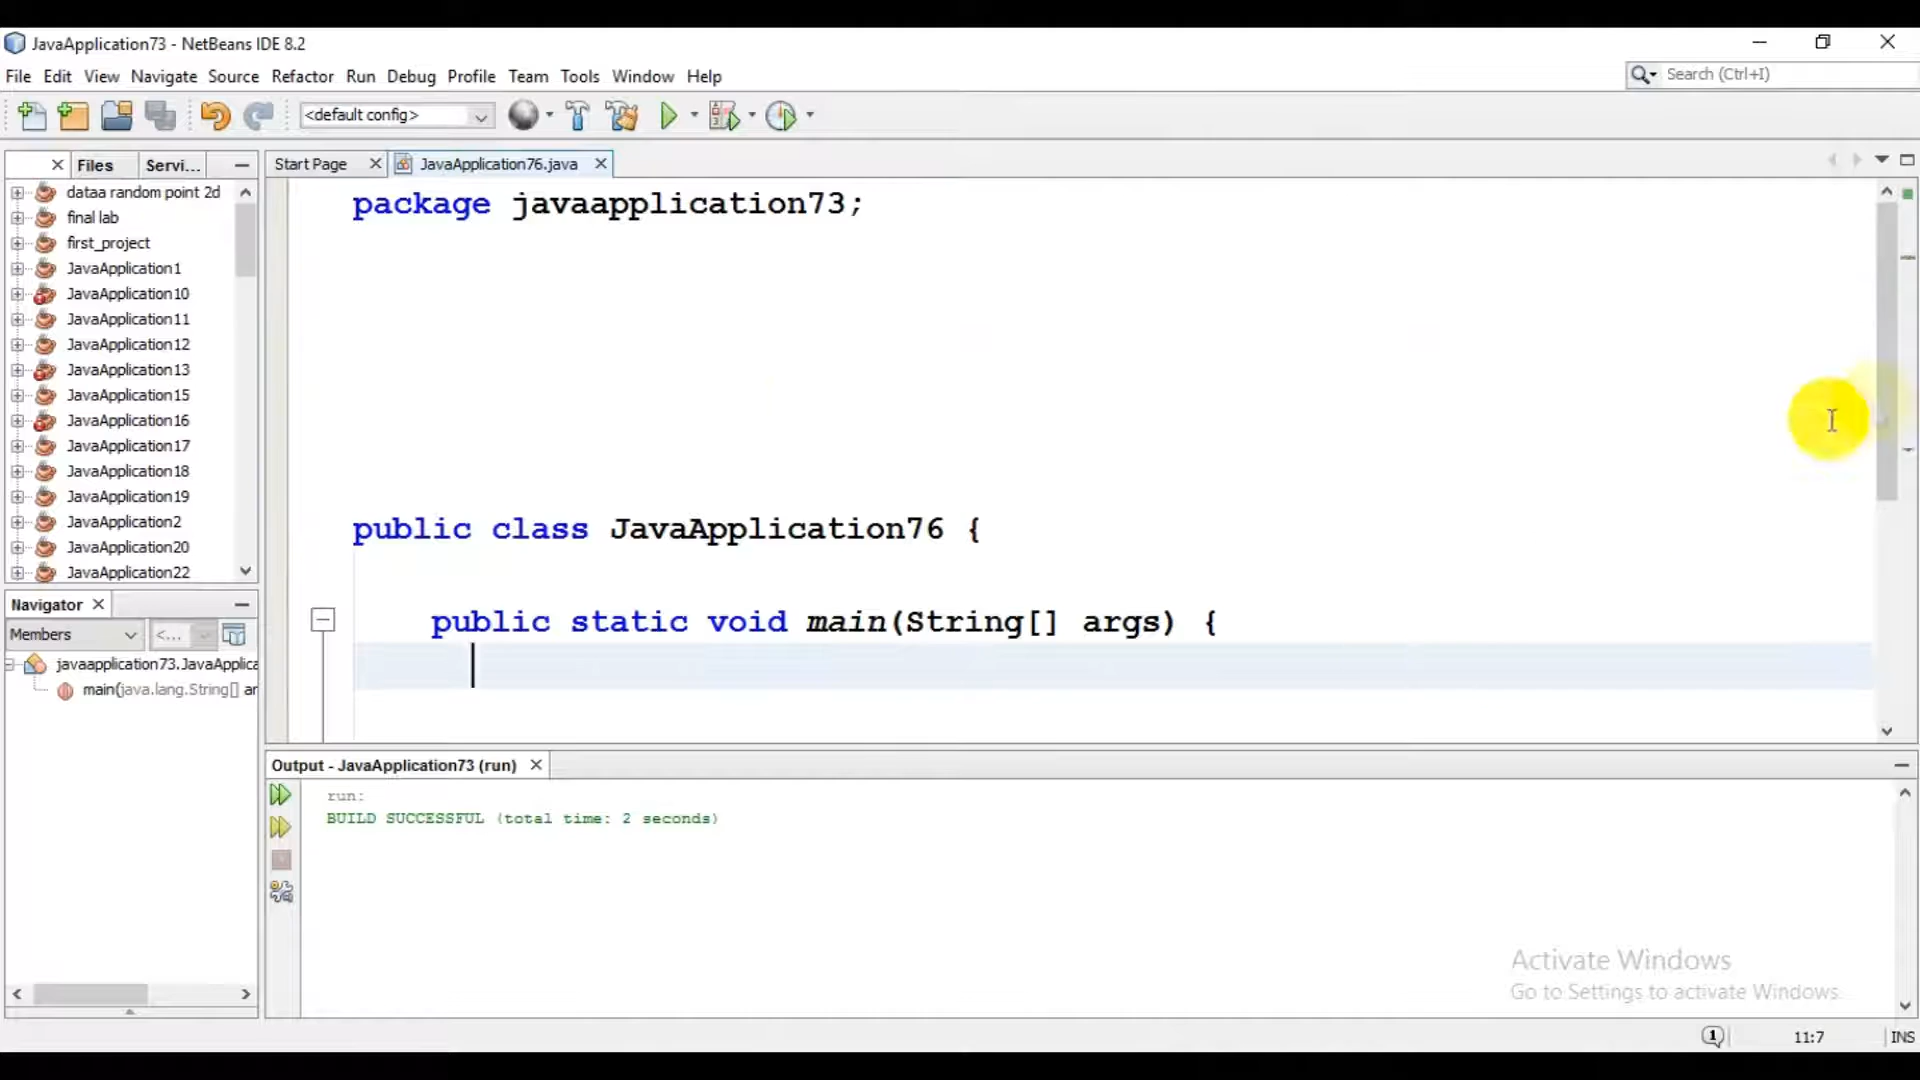 JavaApplication73 - NetBeans IDE 8.2
File Edit View Navigate Source Refactor Run Debug Profile Team Tools Window Help
Search (Ctrl+I)
<default config>
Files Servi...
Start Page JavaApplication76.java
dataa random point 2d
final lab
first_project
JavaApplication1
JavaApplication10
JavaApplication11
JavaApplication12
JavaApplication13
JavaApplication15
JavaApplication16
JavaApplication17
JavaApplication18
JavaApplication19
JavaApplication2
JavaApplication20
JavaApplication22
package javaapplication73;
public class JavaApplication76 {
public static void main(String[] args) {
Navigator
Members <...
javaapplication73.JavaApplica
main(java.lang.String[] ar
Output - JavaApplication73 (run)
run:
BUILD SUCCESSFUL (total time: 2 seconds)
Activate Windows
Go to Settings to activate Windows.
1 11:7 INS